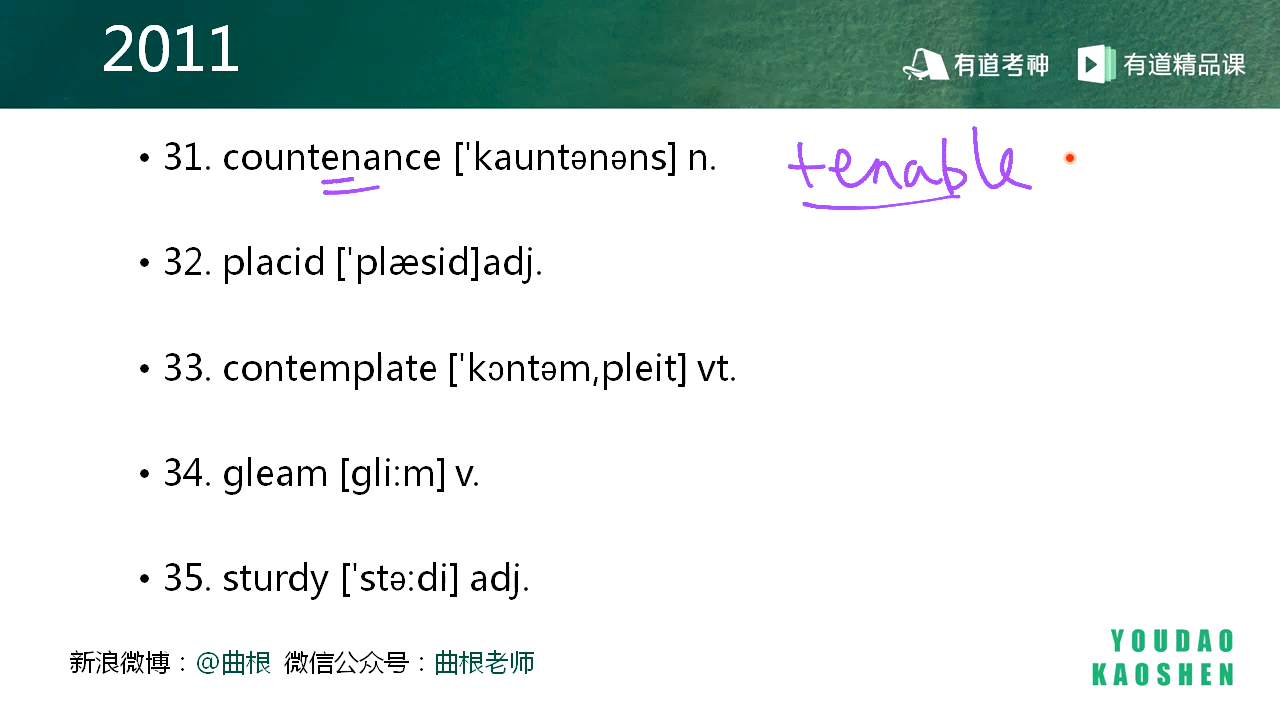 2011
有道考神 有道精品课
• 31. countenance ['kauntənəns] n. tenable
• 32. placid ['plæsid]adj.
• 33. contemplate ['kɔntəm,pleit] vt.
• 34. gleam [gli:m] v.
• 35. sturdy ['stə:di] adj.
YOUDAO
KAOSHEN
新浪微博：@曲根 微信公众号：曲根老师